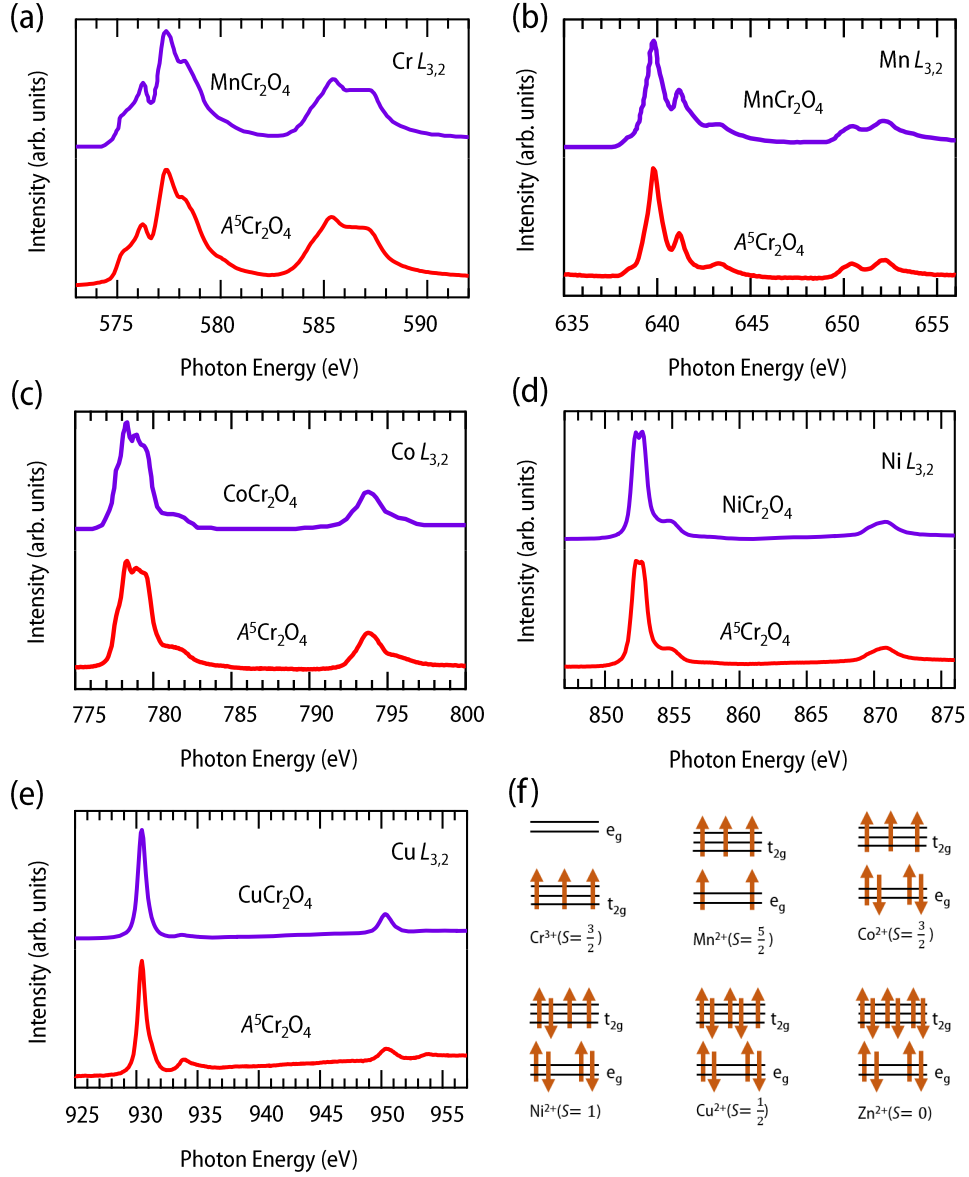 (a)
Cr L3,2
MnCr2O4
A5Cr2O4
Intensity (arb. units)
575 580 585 590
Photon Energy (eV)
(b)
Mn L3,2
MnCr2O4
A5Cr2O4
Intensity (arb. units)
635 640 645 650 655
Photon Energy (eV)
(c)
Co L3,2
CoCr2O4
A5Cr2O4
Intensity (arb. units)
775 780 785 790 795 800
Photon Energy (eV)
(d)
Ni L3,2
NiCr2O4
A5Cr2O4
Intensity (arb. units)
850 855 860 865 870 875
Photon Energy (eV)
(e)
Cu L3,2
CuCr2O4
A5Cr2O4
Intensity (arb. units)
925 930 935 940 945 950 955
Photon Energy (eV)
(f)
eg
t2g
Cr3+(S= 3/2)
t2g
eg
Mn2+(S= 5/2)
t2g
eg
Co2+(S= 3/2)
t2g
eg
Ni2+(S= 1)
t2g
eg
Cu2+(S= 1/2)
t2g
eg
Zn2+(S= 0)